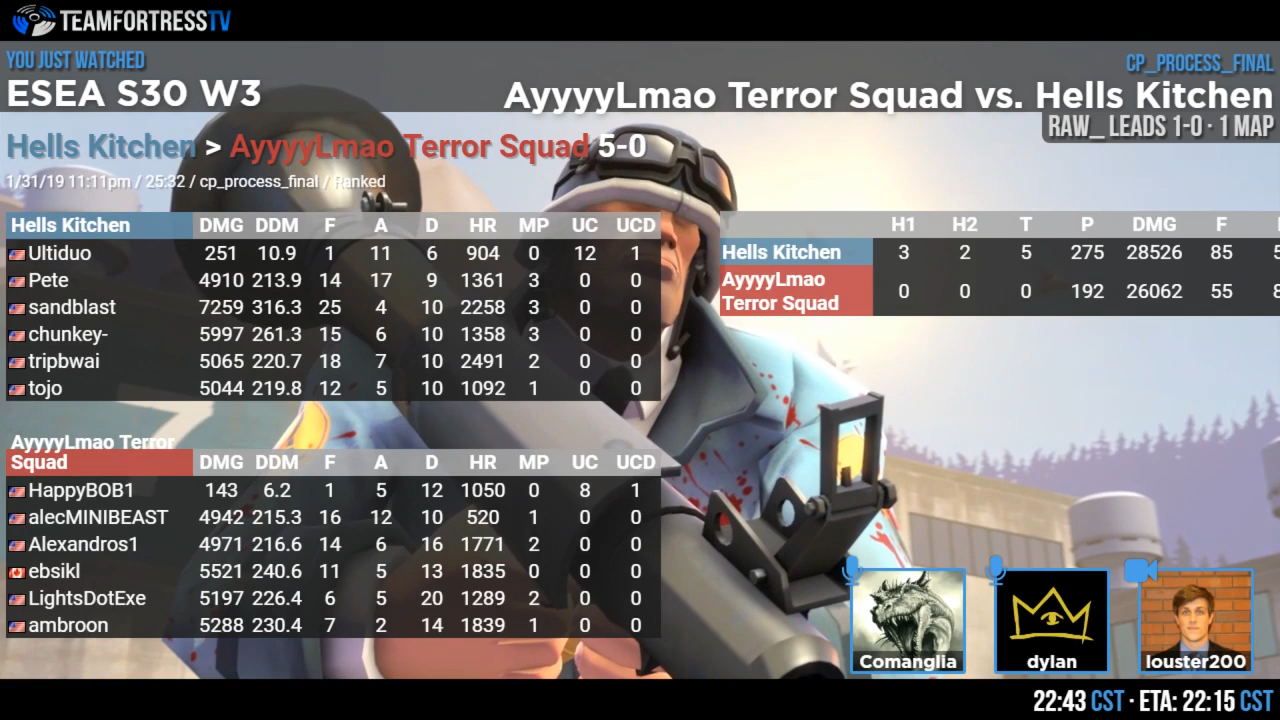 TEAMFORTRESSTV
YOU JUST WATCHED
ESEA S30 W3
CP_PROCESS_FINAL
AyyyyLmao Terror Squad vs. Hells Kitchen
RAW_ LEADS 1-0 · 1 MAP
Hells Kitchen > AyyyyLmao Terror Squad 5-0
1/31/19 11:11pm / 25:32 / cp_process_final / Ranked
Hells Kitchen DMG DDM F A D HR MP UC UCD
Ultiduo 251 10.9 1 11 6 904 0 12 1
Pete 4910 213.9 14 17 9 1361 3 0 0
sandblast 7259 316.3 25 4 10 2258 3 0 0
chunkey- 5997 261.3 15 6 10 1358 3 0 0
tripbwai 5065 220.7 18 7 10 2491 2 0 0
tojo 5044 219.8 12 5 10 1092 1 0 0
AyyyyLmao Terror
Squad DMG DDM F A D HR MP UC UCD
HappyBOB1 143 6.2 1 5 12 1050 0 8 1
alecMINIBEAST 4942 215.3 16 12 10 520 1 0 0
Alexandros1 4971 216.6 14 6 16 1771 2 0 0
ebsikl 5521 240.6 11 5 13 1835 0 0 0
LightsDotExe 5197 226.4 6 5 20 1289 2 0 0
ambroon 5288 230.4 7 2 14 1839 1 0 0
H1 H2 T P DMG F
Hells Kitchen 3 2 5 275 28526 85
AyyyyLmao
Terror Squad 0 0 0 192 26062 55
Comanglia
dylan
louster200
22:43 CST · ETA: 22:15 CST